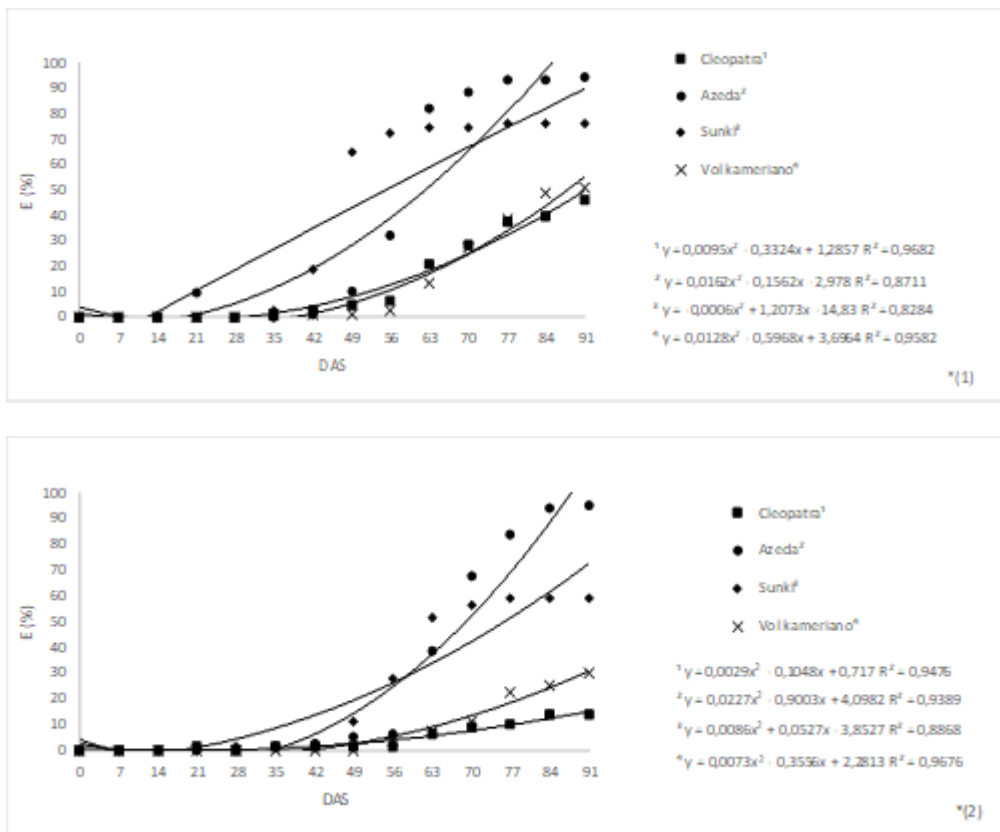 100
90
80
70
60
50
40
30
20
10
0
E (%)
0 7 14 21 28 35 42 49 56 63 70 77 84 91
DAS
Cleopatra¹
Azeda²
Sunki³
Volkameriano⁴
¹ y = 0,0095x² - 0,3324x + 1,2857 R² = 0,9682
² y = 0,0162x² - 0,1562x - 2,978 R² = 0,8711
³ y = -0,0006x² + 1,2073x - 14,83 R² = 0,8284
⁴ y = 0,0128x² - 0,5968x + 3,6964 R² = 0,9582
*(1)
100
90
80
70
60
50
40
30
20
10
0
E (%)
0 7 14 21 28 35 42 49 56 63 70 77 84 91
DAS
Cleopatra¹
Azeda²
Sunki³
Volkameriano⁴
¹ y = 0,0029x² - 0,1048x + 0,717 R² = 0,9476
² y = 0,0227x² - 0,9003x + 4,0982 R² = 0,9389
³ y = 0,0086x² + 0,0527x - 3,8527 R² = 0,8868
⁴ y = 0,0073x² - 0,3556x + 2,2813 R² = 0,9676
*(2)